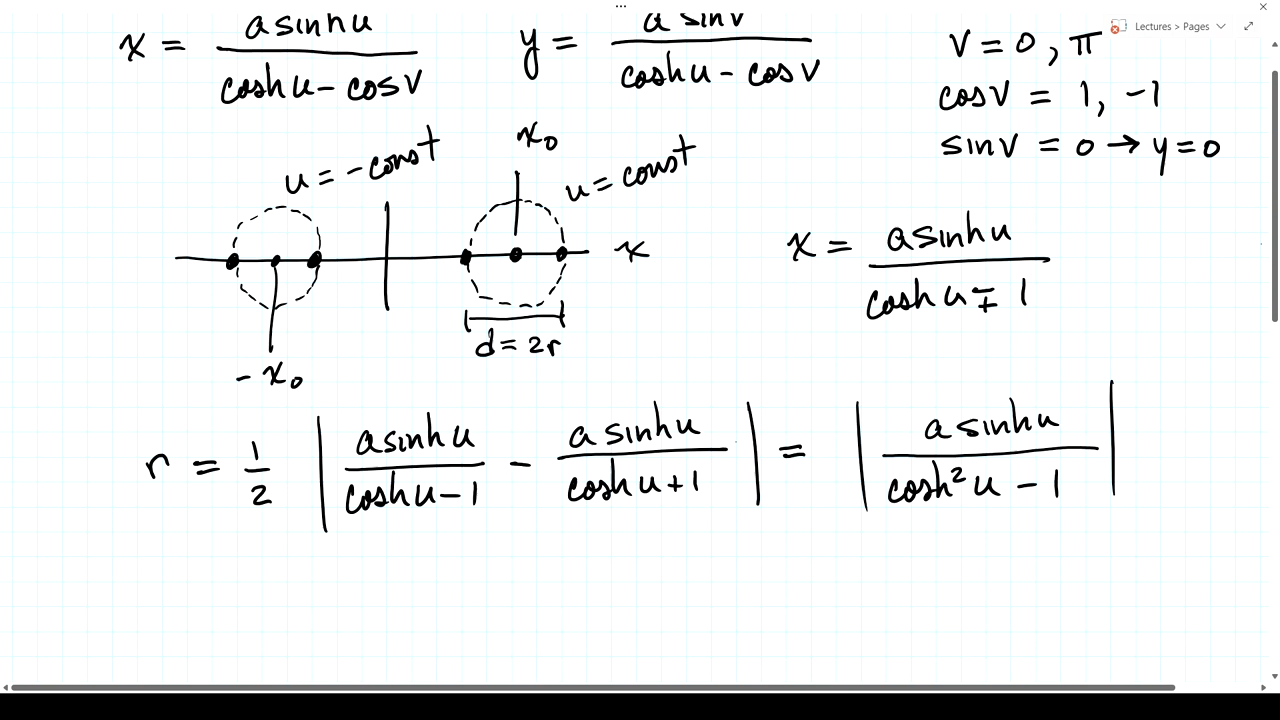 x = a sinh u / (cosh u − cos v)   y = a sin v / (cosh u − cos v)   v = 0, π
Lectures > Pages
cos v = 1, −1
sin v = 0 → y = 0
u = −const   x₀   u = const
x
x = a sinh u / (cosh u ∓ 1)
d = 2r
− x₀
r = 1/2 | a sinh u / (cosh u − 1) − a sinh u / (cosh u + 1) | = | a sinh u / (cosh² u − 1) |